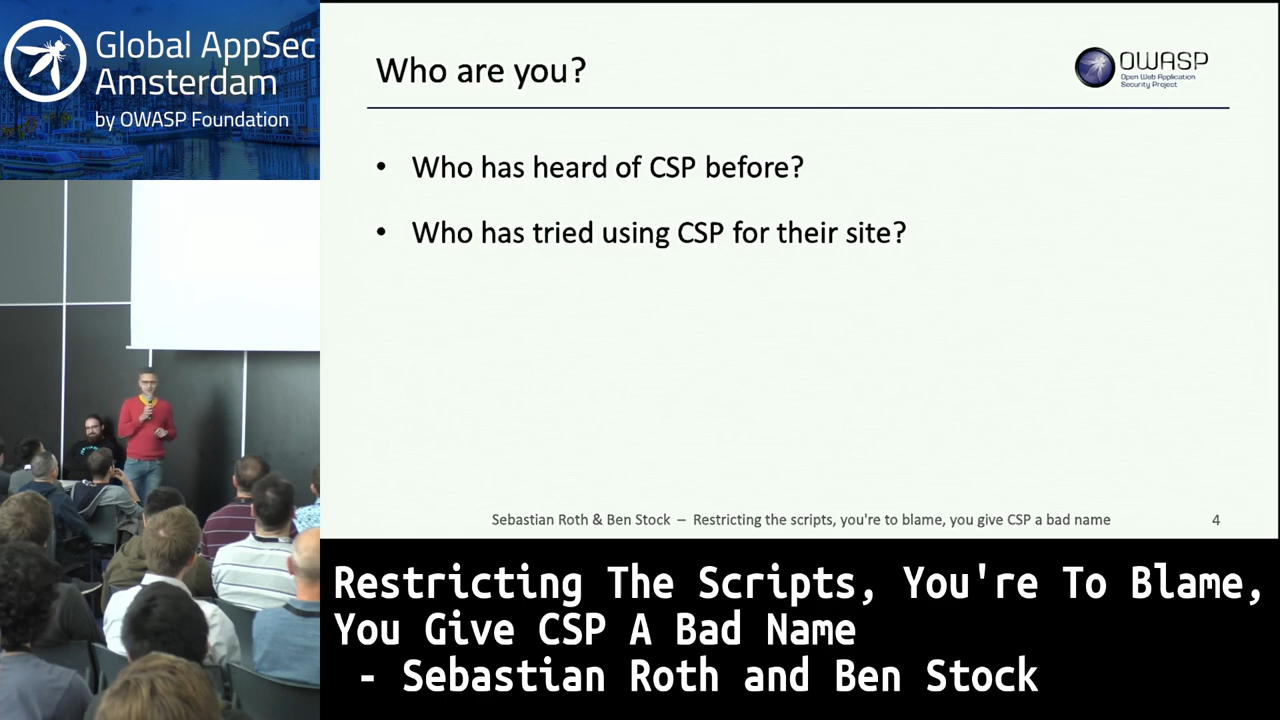 Global AppSec
Amsterdam
by OWASP Foundation
Who are you?
OWASP
Open Web Application
Security Project
• Who has heard of CSP before?
• Who has tried using CSP for their site?
Sebastian Roth & Ben Stock – Restricting the scripts, you're to blame, you give CSP a bad name
4
Restricting The Scripts, You're To Blame,
You Give CSP A Bad Name
- Sebastian Roth and Ben Stock